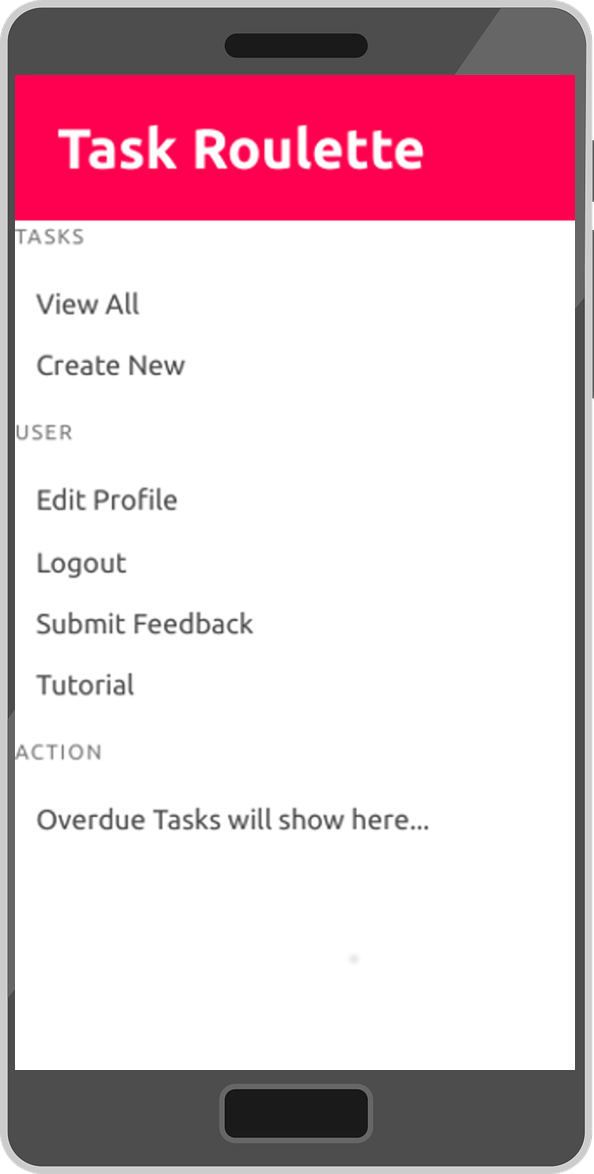 Task Roulette
TASKS
View All
Create New
USER
Edit Profile
Logout
Submit Feedback
Tutorial
ACTION
Overdue Tasks will show here...